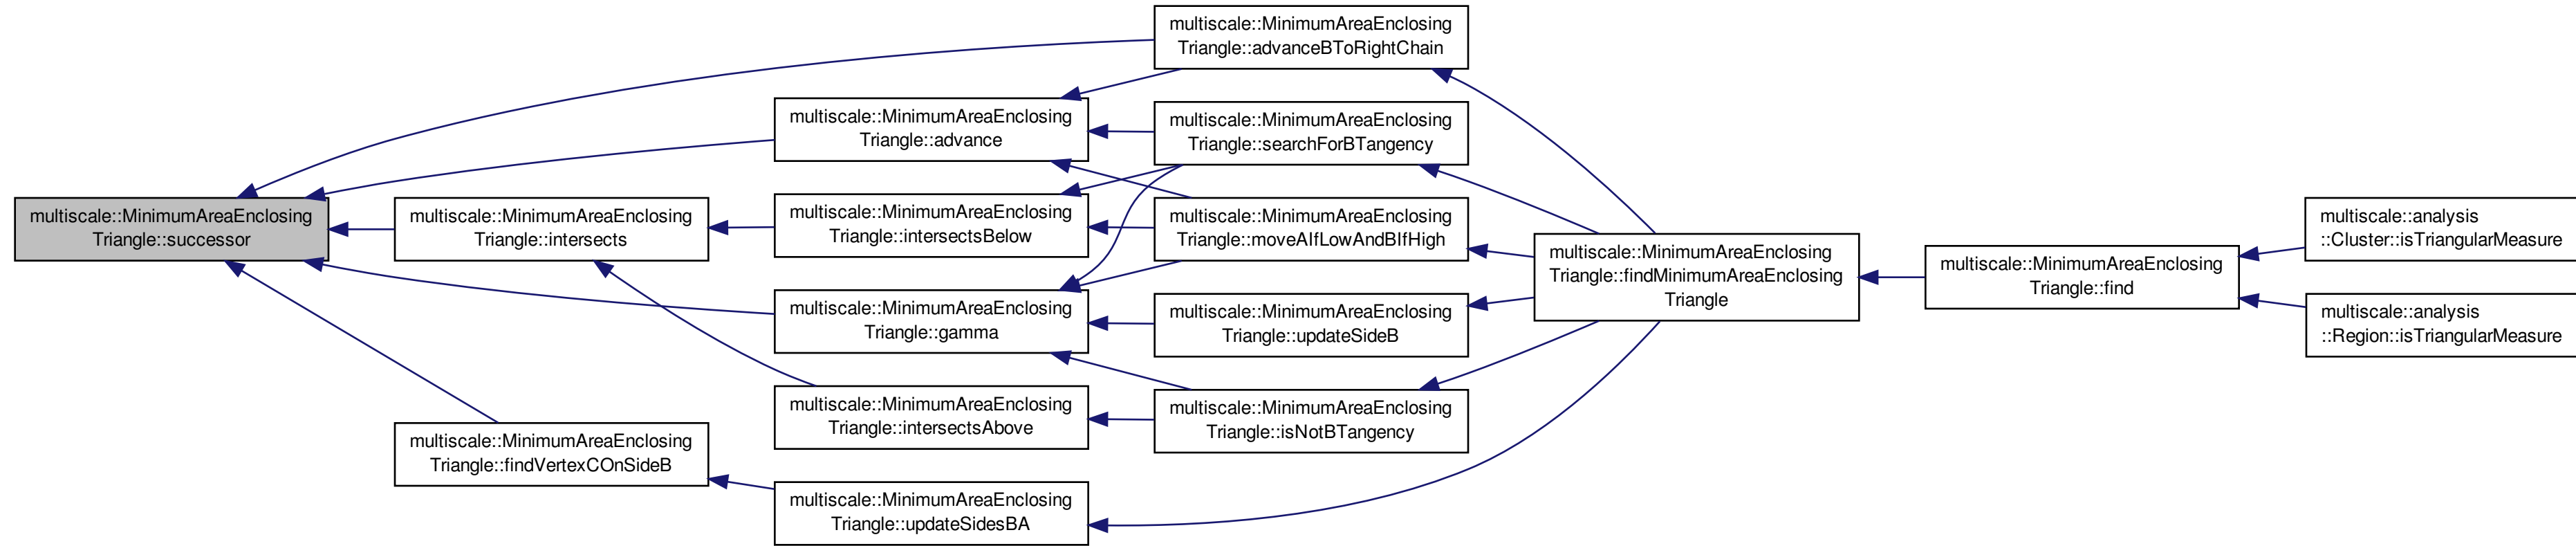 multiscale::MinimumAreaEnclosing
Triangle::successor
multiscale::MinimumAreaEnclosing
Triangle::intersects
multiscale::MinimumAreaEnclosing
Triangle::findVertexCOnSideB
multiscale::MinimumAreaEnclosing
Triangle::advance
multiscale::MinimumAreaEnclosing
Triangle::intersectsBelow
multiscale::MinimumAreaEnclosing
Triangle::gamma
multiscale::MinimumAreaEnclosing
Triangle::intersectsAbove
multiscale::MinimumAreaEnclosing
Triangle::updateSidesBA
multiscale::MinimumAreaEnclosing
Triangle::advanceBToRightChain
multiscale::MinimumAreaEnclosing
Triangle::searchForBTangency
multiscale::MinimumAreaEnclosing
Triangle::moveAIfLowAndBIfHigh
multiscale::MinimumAreaEnclosing
Triangle::updateSideB
multiscale::MinimumAreaEnclosing
Triangle::isNotBTangency
multiscale::MinimumAreaEnclosing
Triangle::findMinimumAreaEnclosing
Triangle
multiscale::MinimumAreaEnclosing
Triangle::find
multiscale::analysis
::Cluster::isTriangularMeasure
multiscale::analysis
::Region::isTriangularMeasure